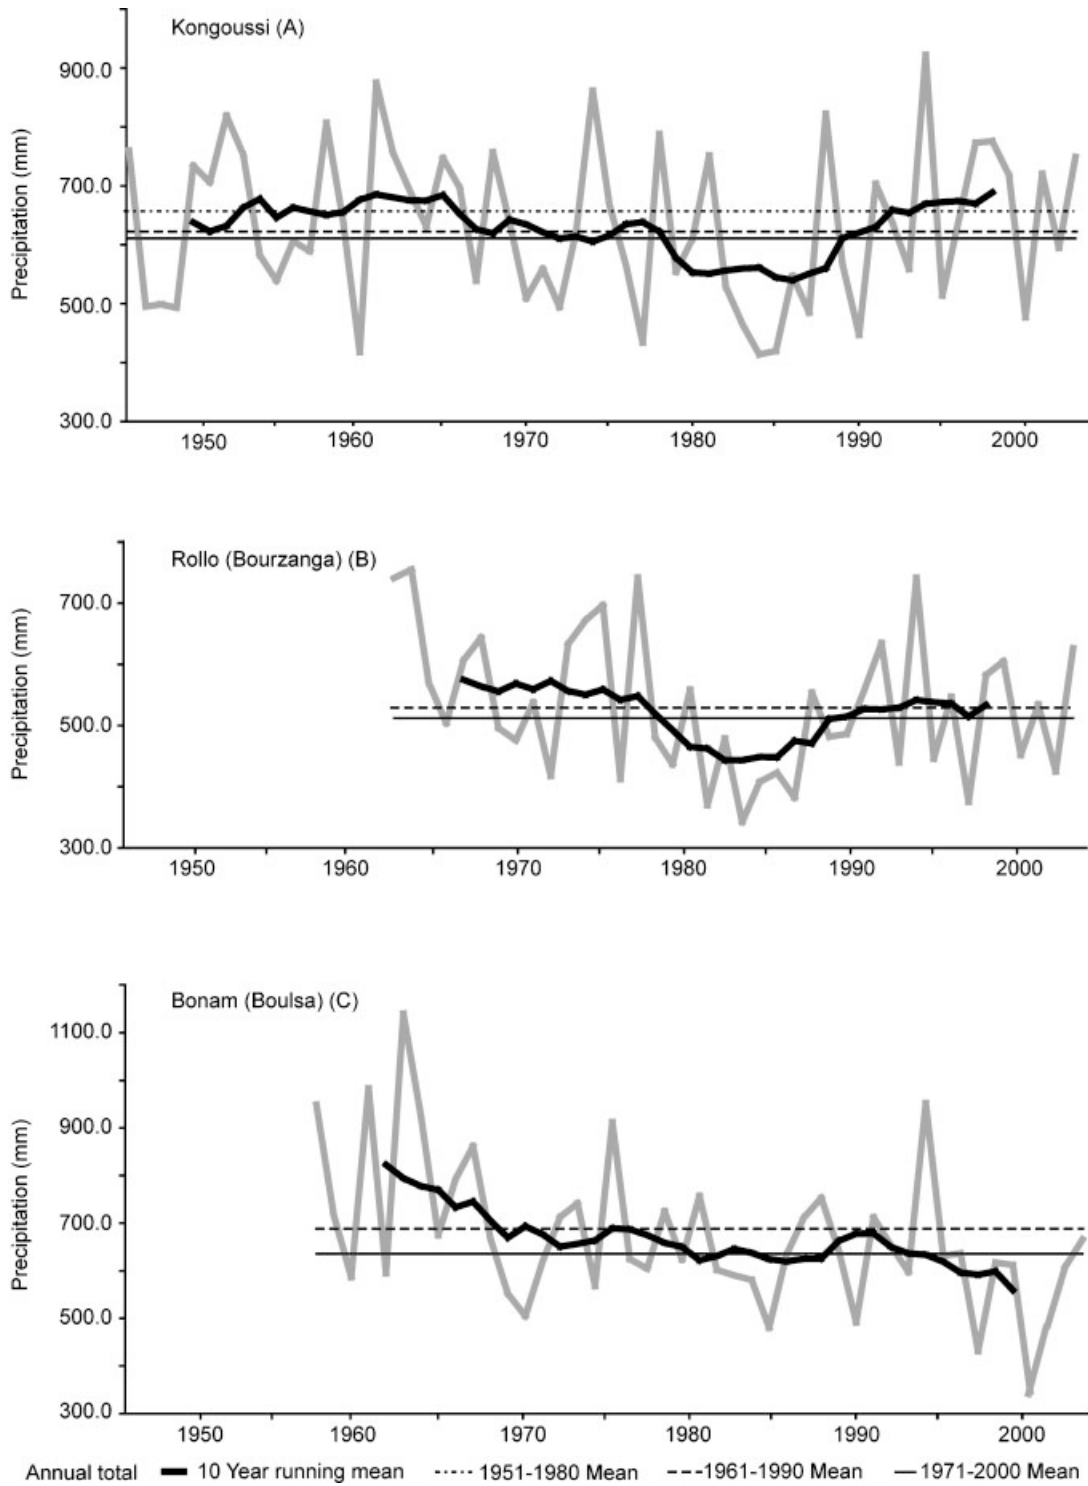 Kongoussi (A)
Precipitation (mm)
900.0
700.0
500.0
300.0
1950 1960 1970 1980 1990 2000
Rollo (Bourzanga) (B)
Precipitation (mm)
700.0
500.0
300.0
1950 1960 1970 1980 1990 2000
Bonam (Boulsa) (C)
Precipitation (mm)
1100.0
900.0
700.0
500.0
300.0
1950 1960 1970 1980 1990 2000
Annual total 10 Year running mean 1951-1980 Mean 1961-1990 Mean 1971-2000 Mean